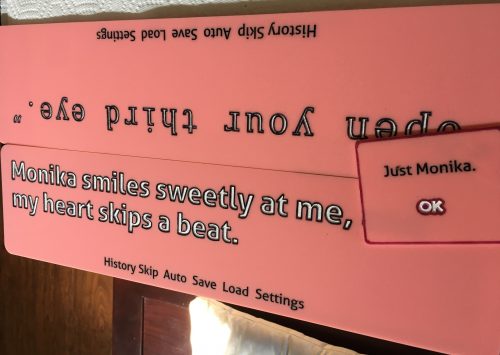 History Skip Auto Save Load Settings
open your third eye.”
Monika smiles sweetly at me,
my heart skips a beat.
History Skip Auto Save Load Settings
Just Monika.
OK